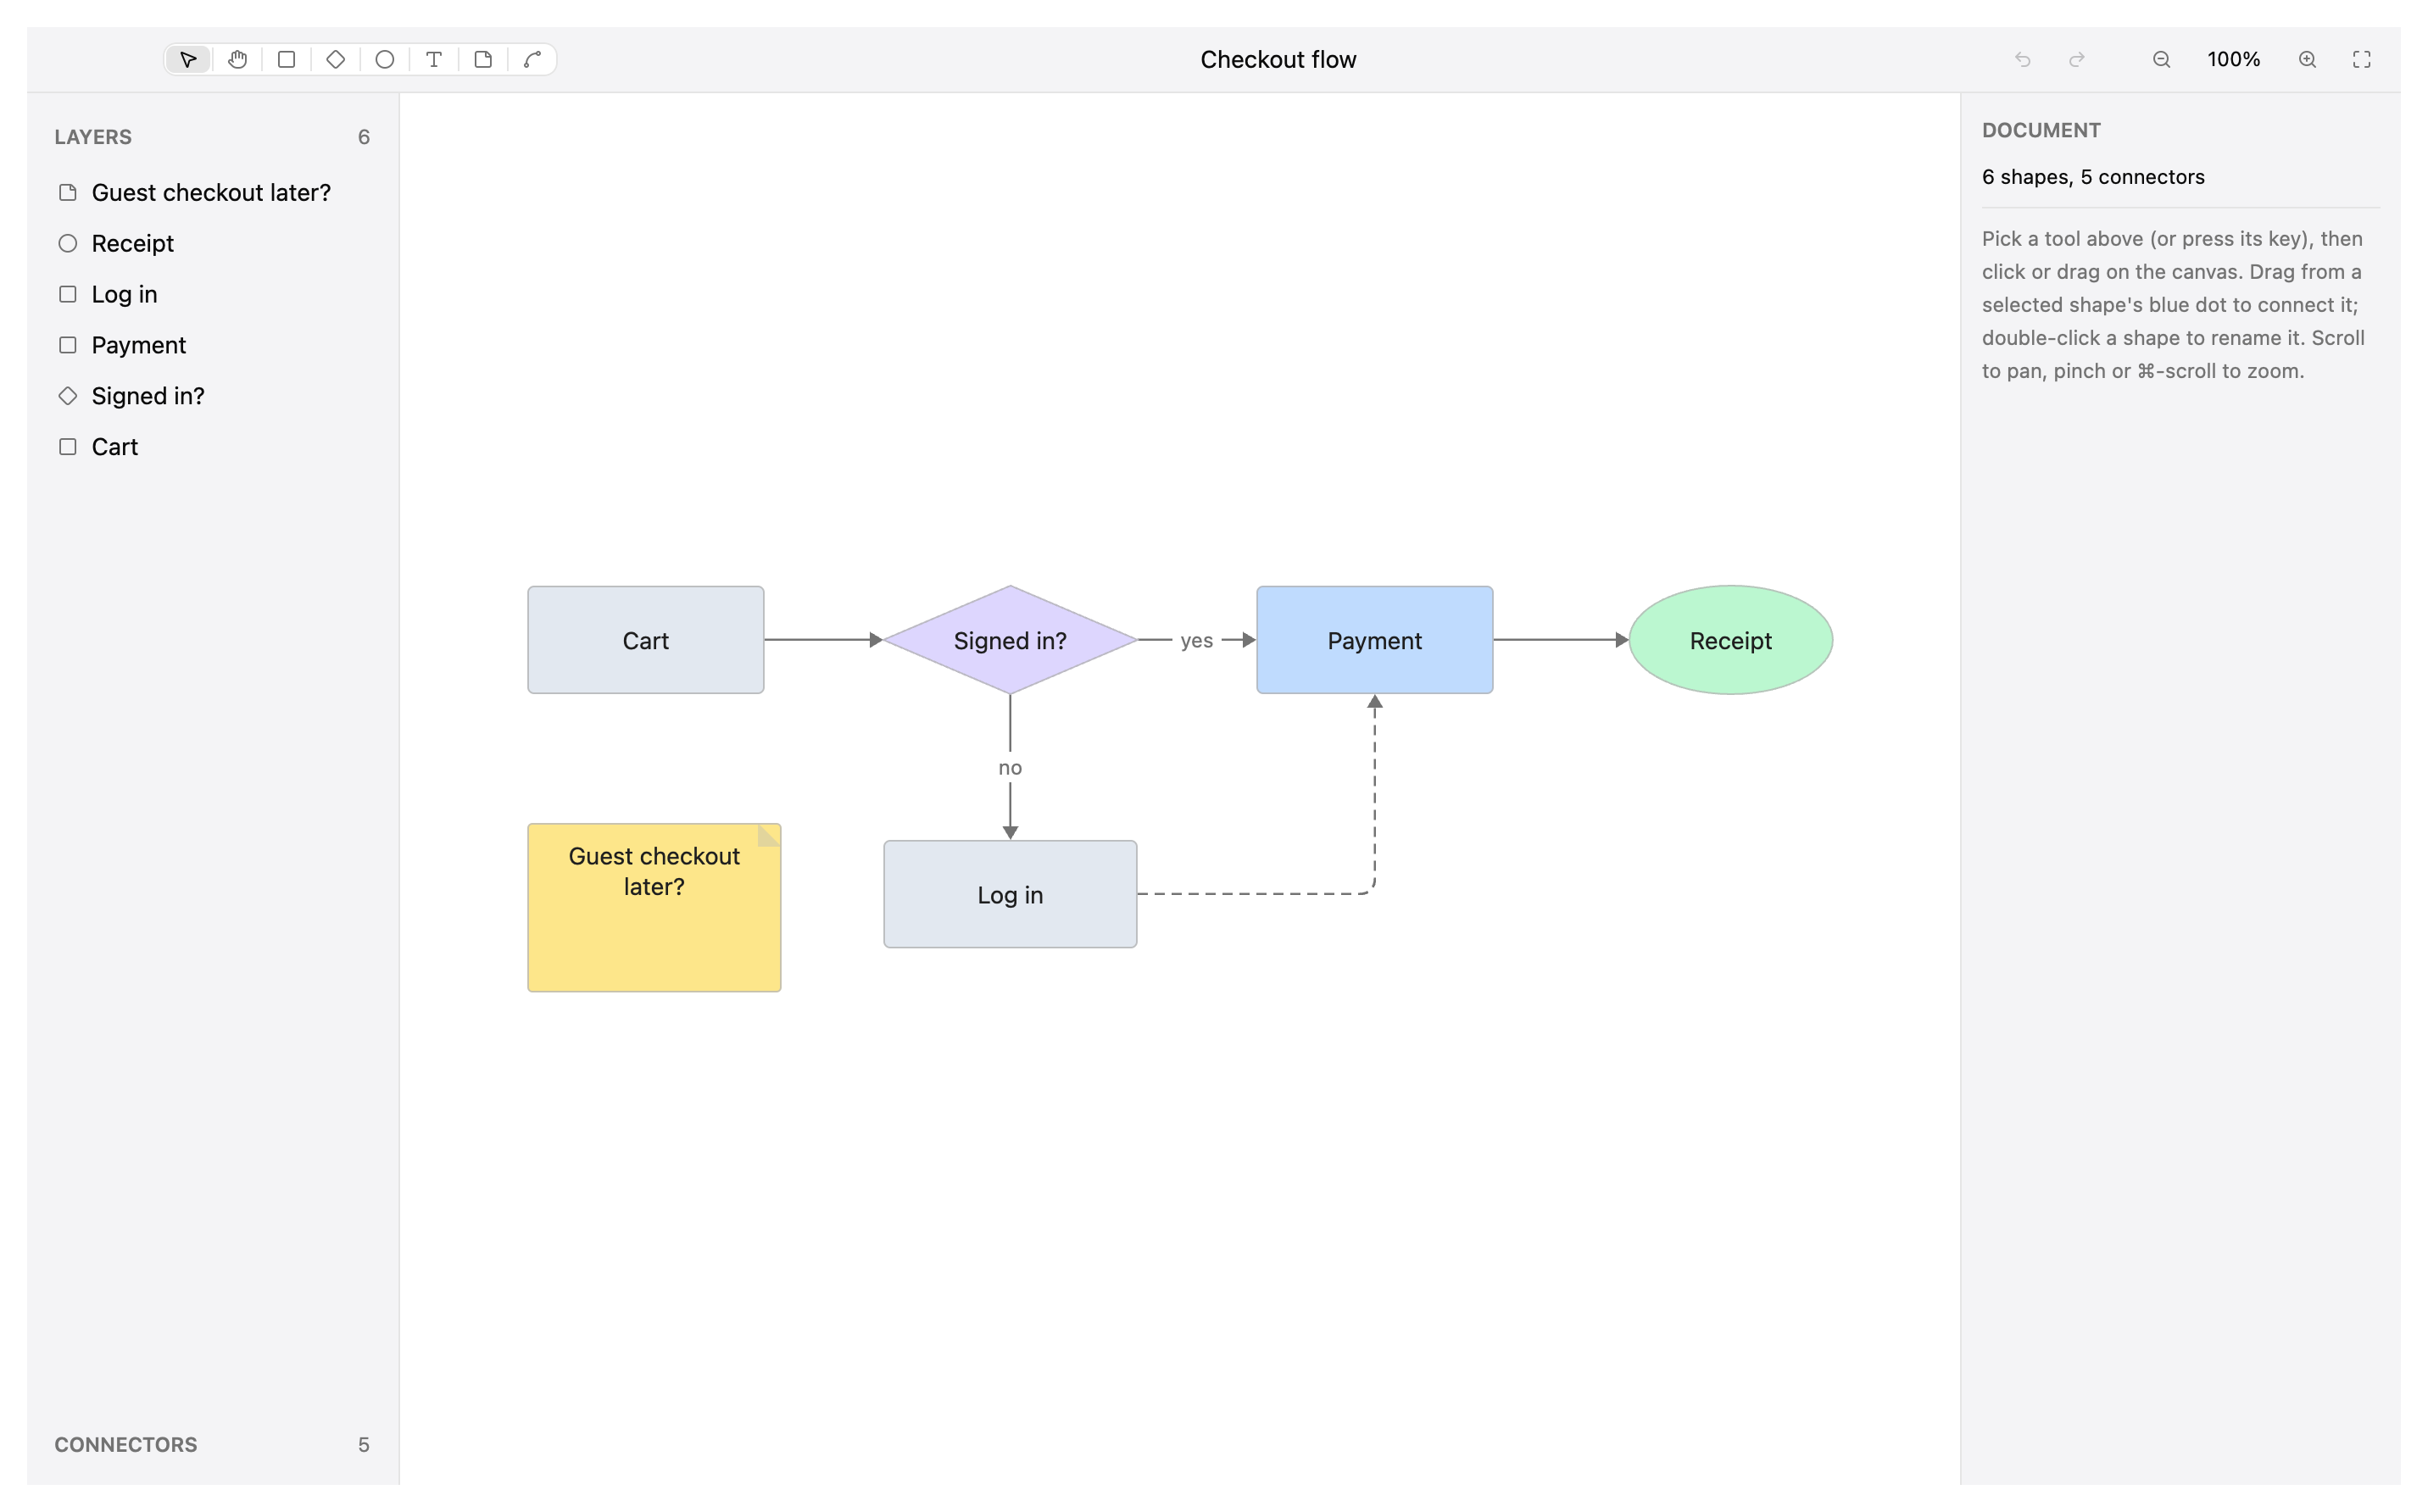 Checkout flow
100%
LAYERS 6
Guest checkout later?
Receipt
Log in
Payment
Signed in?
Cart
CONNECTORS 5
Cart
Signed in?
yes
Payment
Receipt
no
Guest checkout
later?
Log in
DOCUMENT
6 shapes, 5 connectors
Pick a tool above (or press its key), then
click or drag on the canvas. Drag from a
selected shape's blue dot to connect it;
double-click a shape to rename it. Scroll
to pan, pinch or ⌘-scroll to zoom.